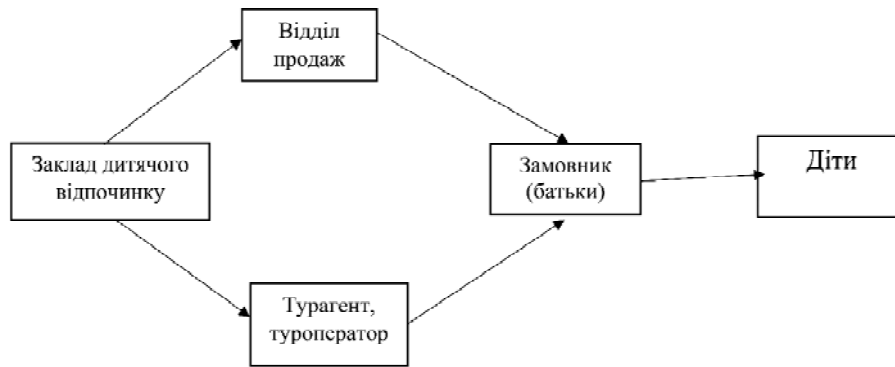 Відділ
продаж
Заклад дитячого
відпочинку
Замовник
(батьки)
Діти
Турагент,
туроператор